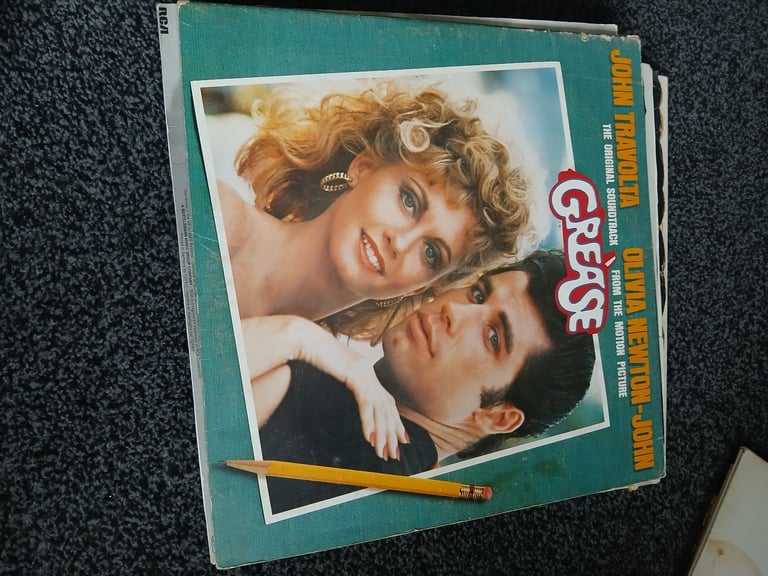 JOHN TRAVOLTA OLIVIA NEWTON-JOHN
THE ORIGINAL SOUNDTRACK FROM THE MOTION PICTURE
GREASE
RCA